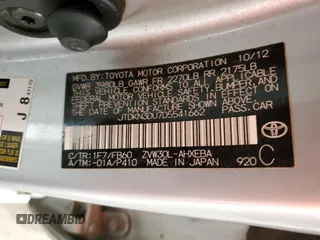 MFD. BY: TOYOTA MOTOR CORPORATION 10/12
GVWR 3980LB GAWR FR 2270LB RR 2175LB
THIS VEHICLE CONFORMS TO ALL APPLICABLE
FEDERAL MOTOR VEHICLE SAFETY, BUMPER, AND
THEFT PREVENTION STANDARDS IN EFFECT ON
THE DATE OF MANUFACTURE SHOWN ABOVE.
JTDKN3DU7D5541662 PASS. CAR
C/TR: 1F7/FB60 ZVW30L-AHXEBA
A/TM: -01A/P410 MADE IN JAPAN 920 C
TOYOTA
J 8
DREAMBID